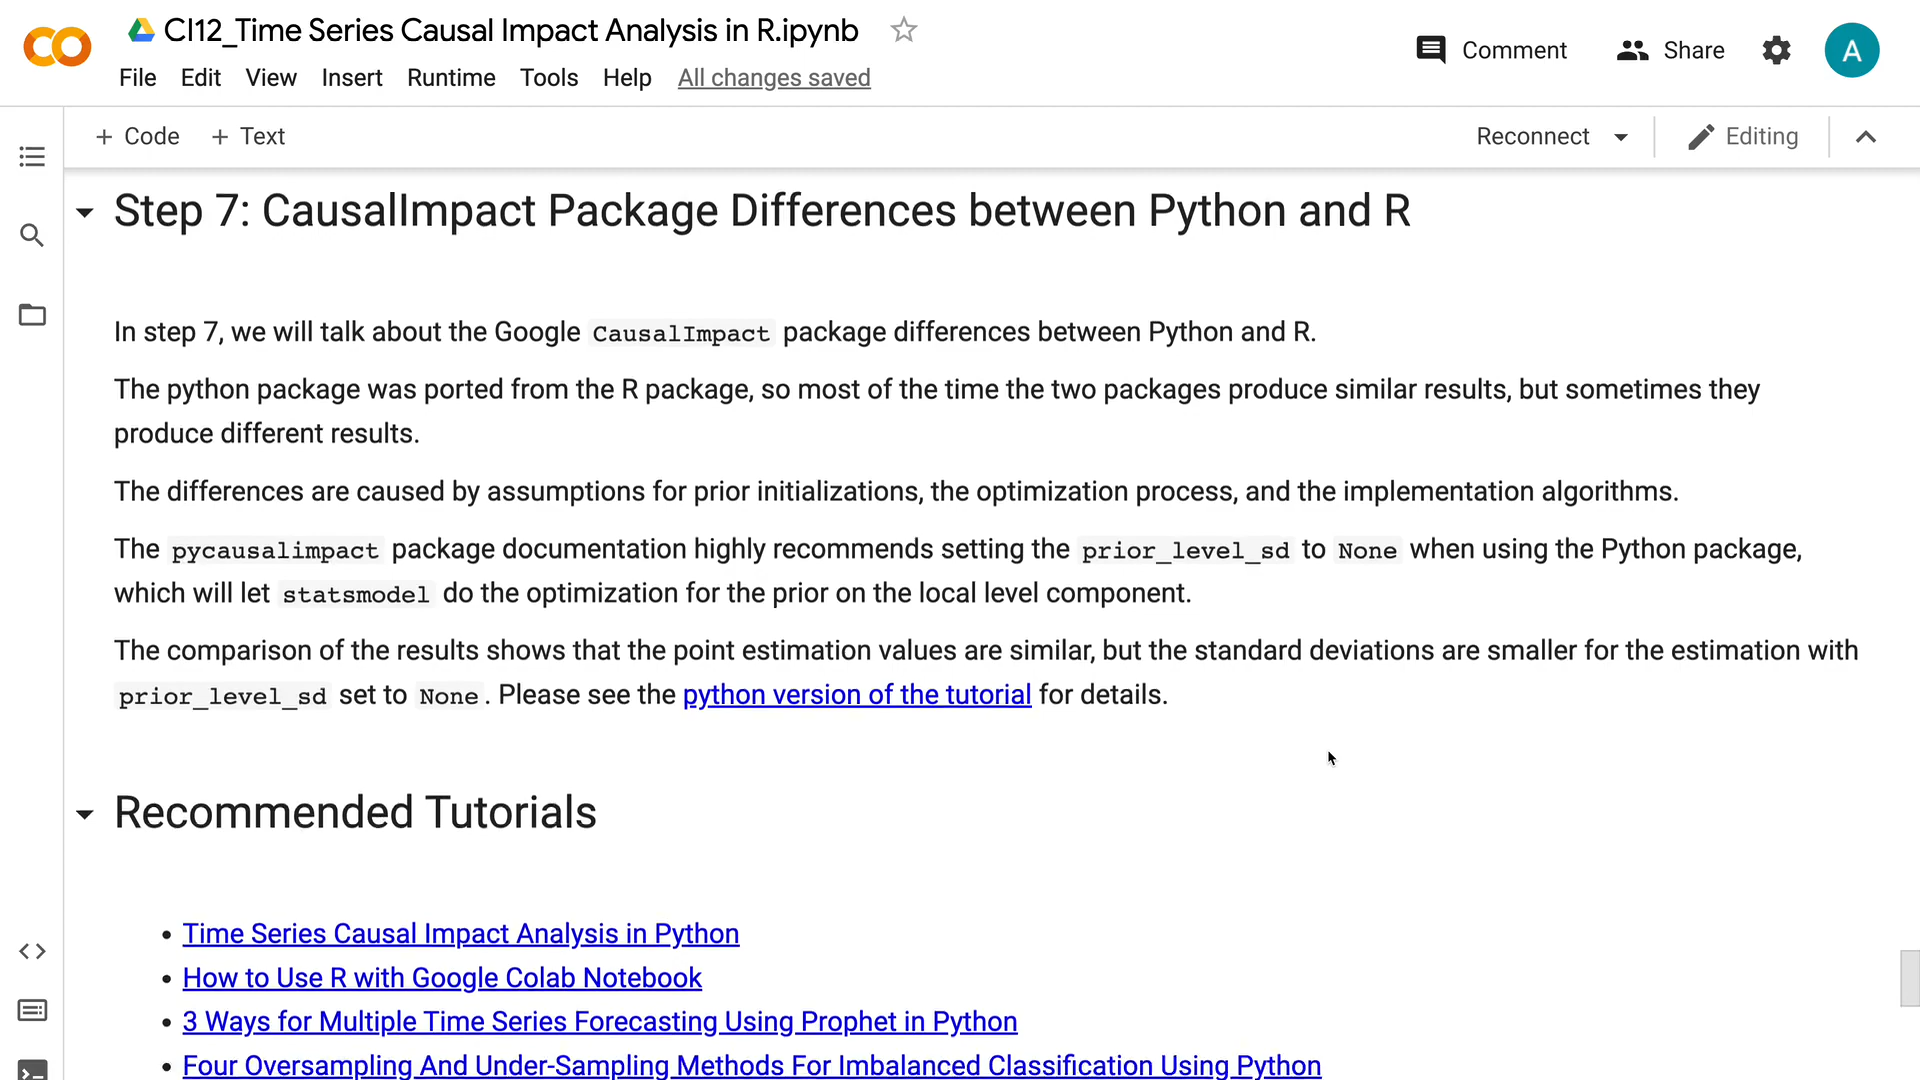 CI12_Time Series Causal Impact Analysis in R.ipynb
Comment
Share
A
File Edit View Insert Runtime Tools Help All changes saved
+ Code + Text
Reconnect
Editing
Step 7: CausalImpact Package Differences between Python and R
In step 7, we will talk about the Google CausalImpact package differences between Python and R.
The python package was ported from the R package, so most of the time the two packages produce similar results, but sometimes they
produce different results.
The differences are caused by assumptions for prior initializations, the optimization process, and the implementation algorithms.
The pycausalimpact package documentation highly recommends setting the prior_level_sd to None when using the Python package,
which will let statsmodel do the optimization for the prior on the local level component.
The comparison of the results shows that the point estimation values are similar, but the standard deviations are smaller for the estimation with
prior_level_sd set to None. Please see the python version of the tutorial for details.
Recommended Tutorials
• Time Series Causal Impact Analysis in Python
• How to Use R with Google Colab Notebook
• 3 Ways for Multiple Time Series Forecasting Using Prophet in Python
• Four Oversampling And Under-Sampling Methods For Imbalanced Classification Using Python